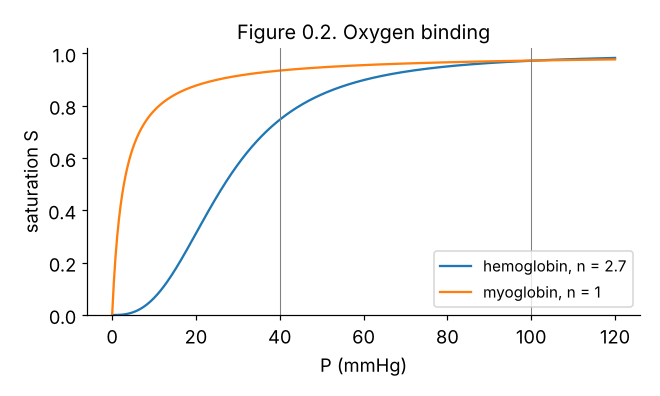 Figure 0.2. Oxygen binding
saturation S
1.0
0.8
0.6
0.4
0.2
0.0
hemoglobin, n = 2.7
myoglobin, n = 1
0 20 40 60 80 100 120
P (mmHg)